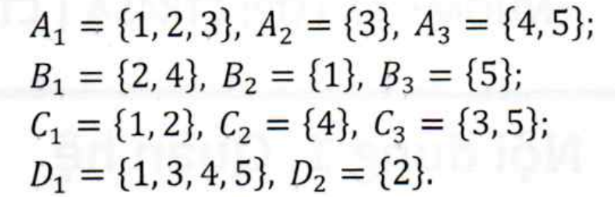 A₁ = {1, 2, 3}, A₂ = {3}, A₃ = {4, 5};
B₁ = {2, 4}, B₂ = {1}, B₃ = {5};
C₁ = {1, 2}, C₂ = {4}, C₃ = {3, 5};
D₁ = {1, 3, 4, 5}, D₂ = {2}.